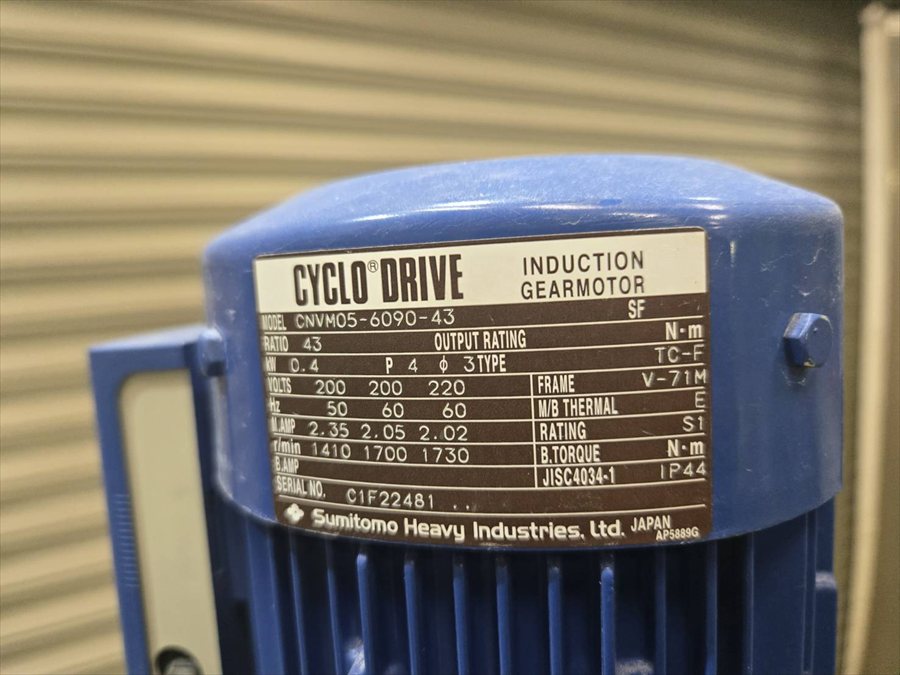 CYCLO® DRIVE INDUCTION GEARMOTOR
MODEL CNVM05-6090-43 SF
RATIO 43 OUTPUT RATING N·m
kW 0.4 P 4 φ 3 TYPE TC-F
VOLTS 200 200 220 FRAME V-71M
Hz 50 60 60 M/B THERMAL E
M.AMP 2.35 2.05 2.02 RATING S1
r/min 1410 1700 1730 B.TORQUE N·m
B.AMP JISC4034-1 IP44
SERIAL NO. C1F22481 ..
Sumitomo Heavy Industries, Ltd. JAPAN
AP5889G